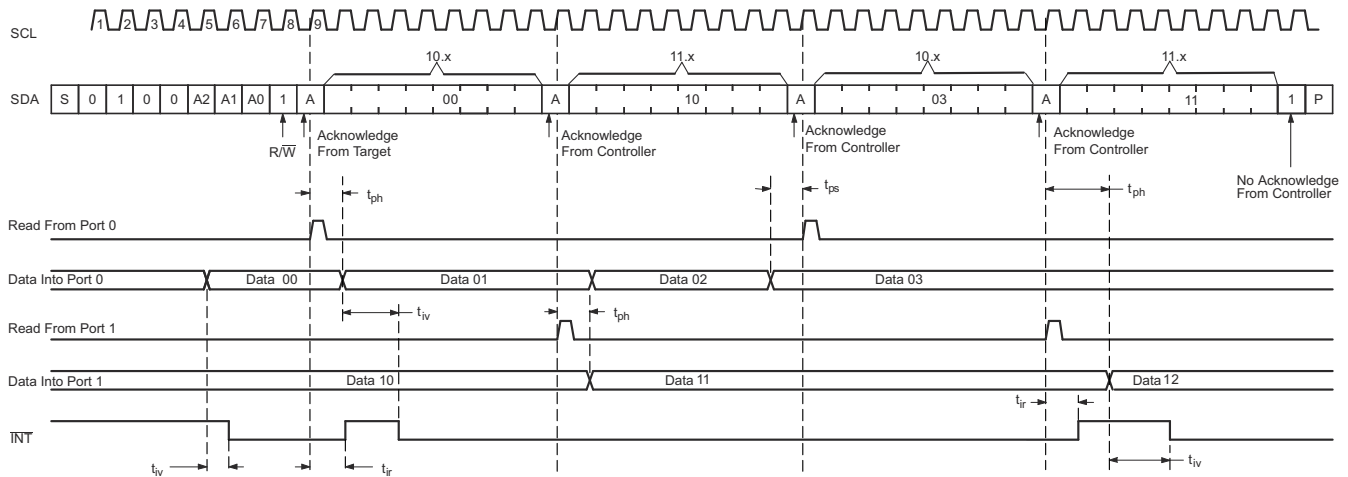 SCL
1 2 3 4 5 6 7 8 9
10.x 11.x 10.x 11.x
SDA S 0 1 0 0 A2 A1 A0 1 A 00 A 10 A 03 A 11 1 P
R/W
Acknowledge
From Target
Acknowledge
From Controller
Acknowledge
From Controller
Acknowledge
From Controller
No Acknowledge
From Controller
tph
tps
tph
Read From Port 0
Data Into Port 0 Data 00 Data 01 Data 02 Data 03
tiv
tph
Read From Port 1
Data Into Port 1 Data 10 Data 11 Data 12
tir
INT
tiv
tir
tiv